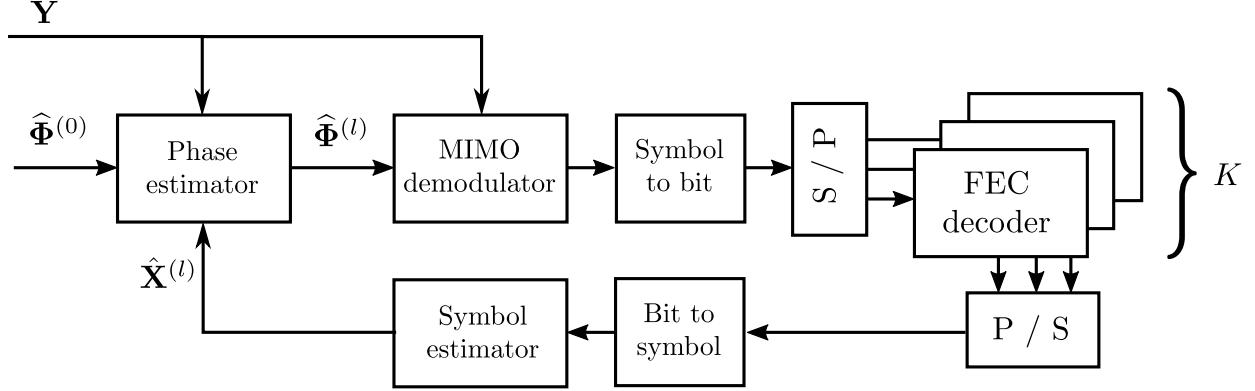 Y
Φ̂^(0)
Phase
estimator
Φ̂^(l)
MIMO
demodulator
Symbol
to bit
S / P
FEC
decoder
K
X̂^(l)
Symbol
estimator
Bit to
symbol
P / S